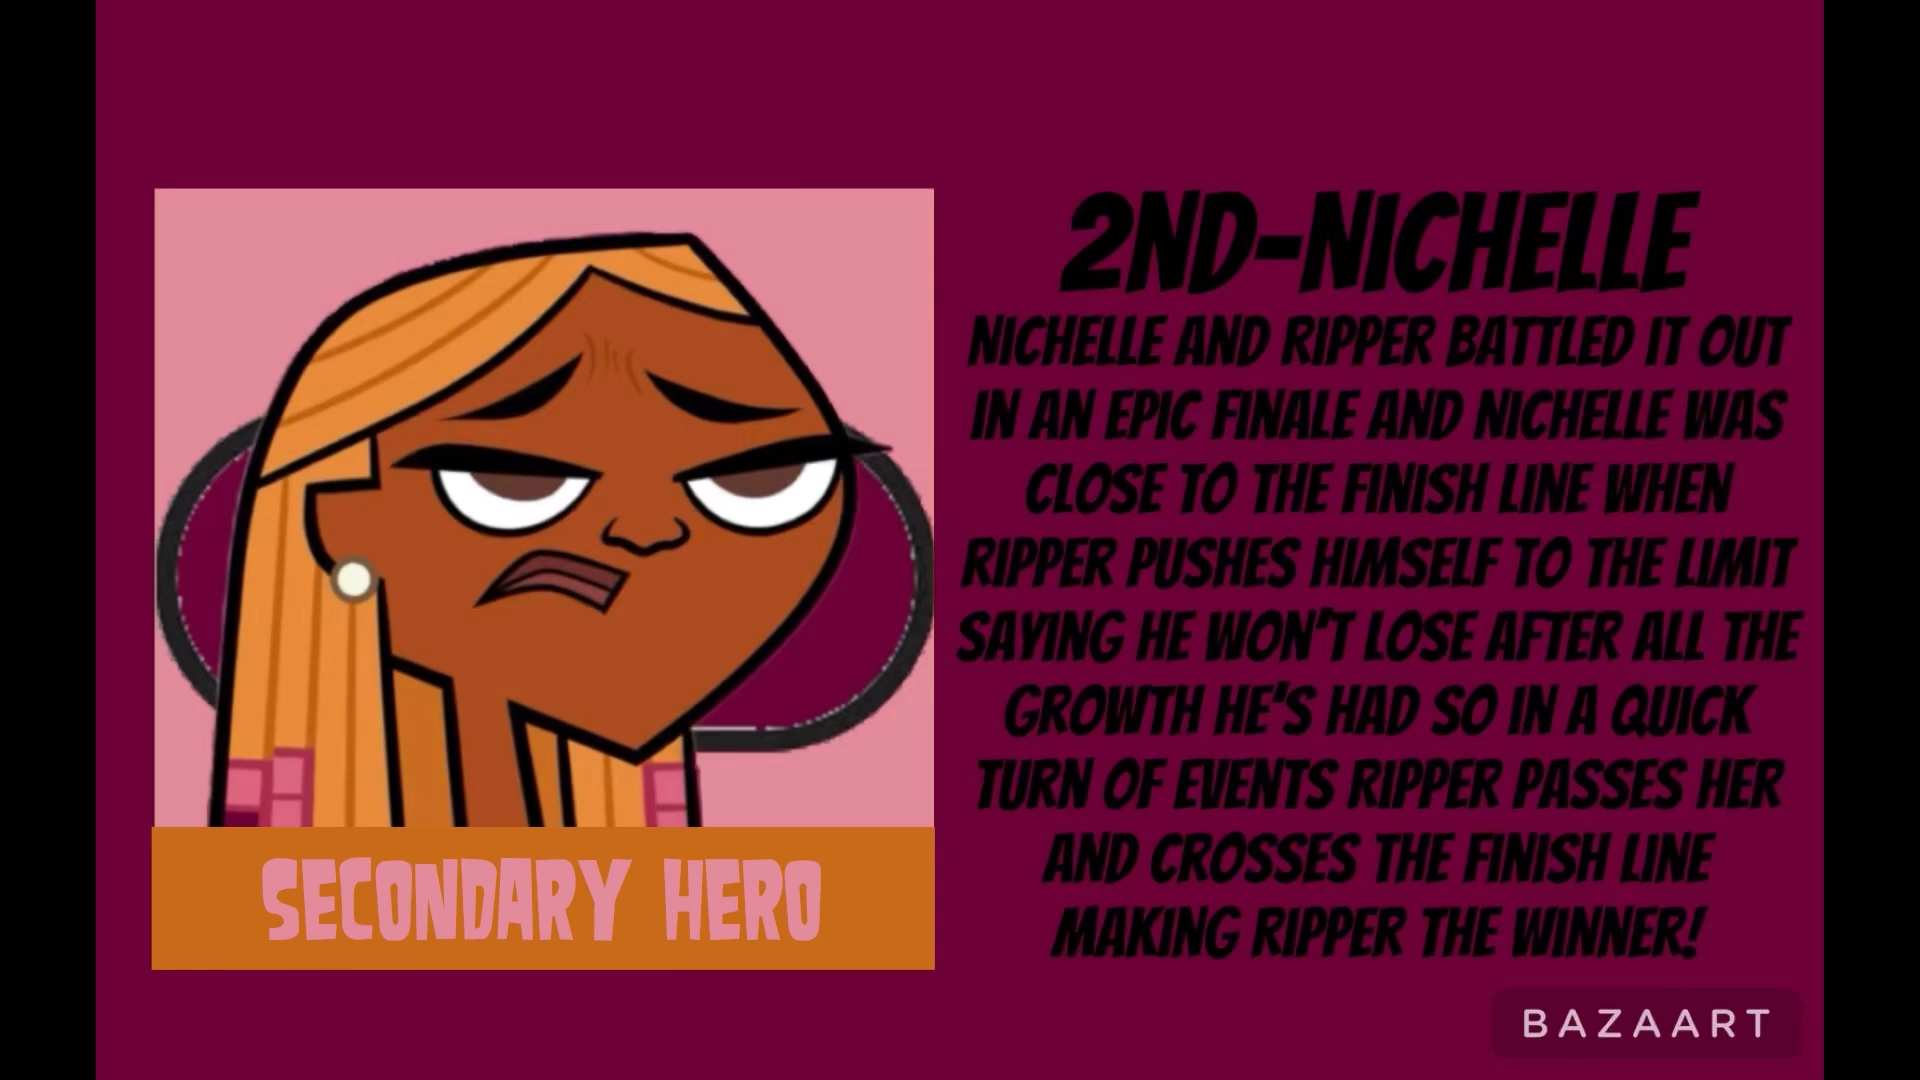 2ND-NICHELLE
NICHELLE AND RIPPER BATTLED IT OUT
IN AN EPIC FINALE AND NICHELLE WAS
CLOSE TO THE FINISH LINE WHEN
RIPPER PUSHES HIMSELF TO THE LIMIT
SAYING HE WON'T LOSE AFTER ALL THE
GROWTH HE'S HAD SO IN A QUICK
TURN OF EVENTS RIPPER PASSES HER
AND CROSSES THE FINISH LINE
MAKING RIPPER THE WINNER!
SECONDARY HERO
BAZAART